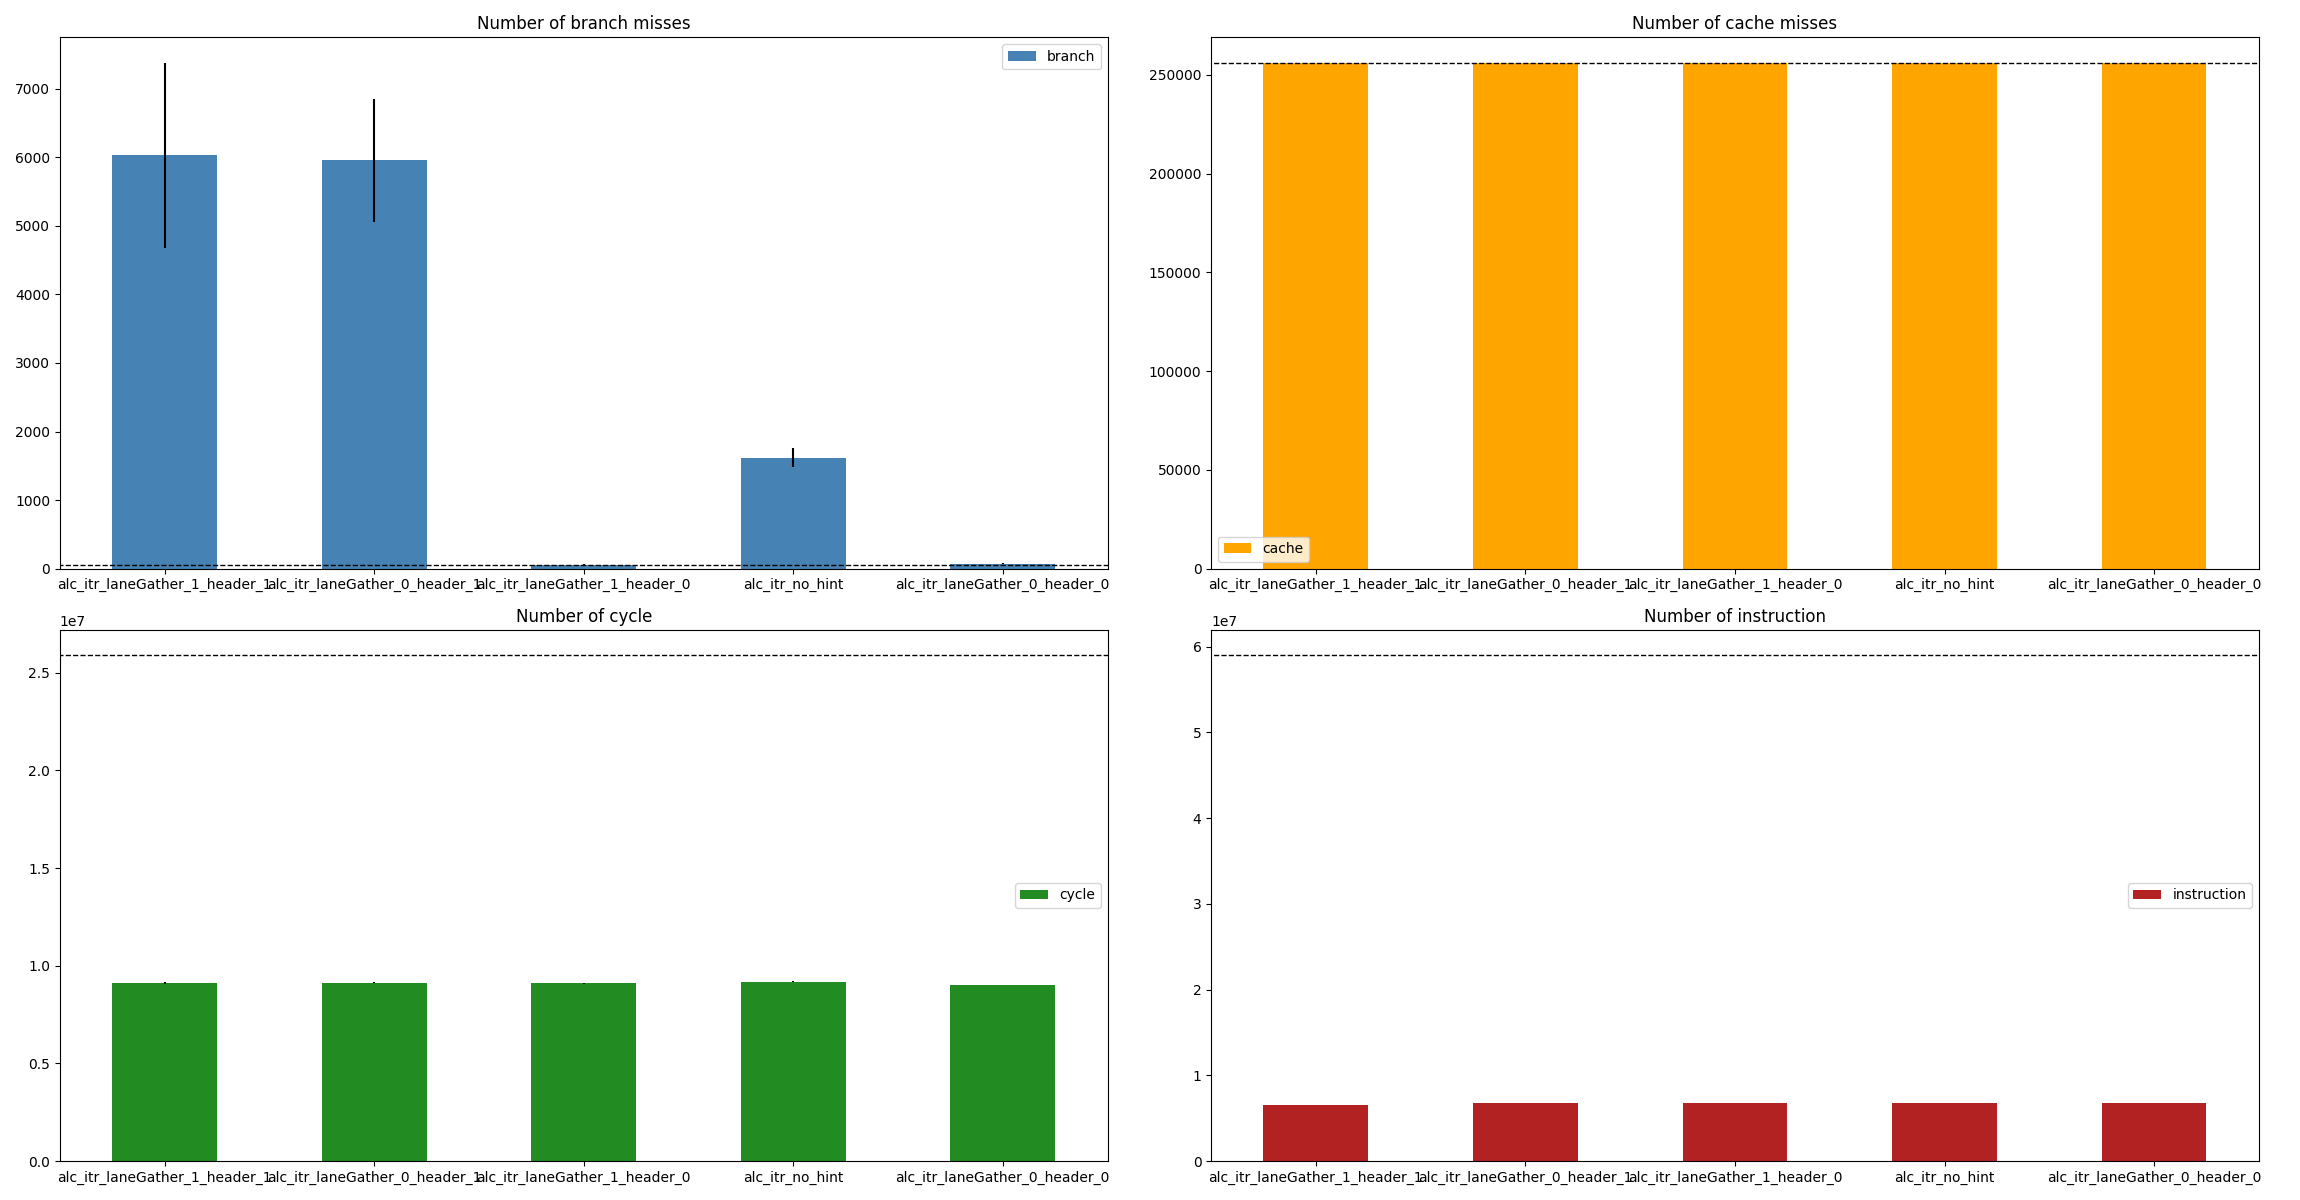 Number of branch misses
branch
7000
6000
5000
4000
3000
2000
1000
0
alc_itr_laneGather_1_header_1
alc_itr_laneGather_0_header_1
alc_itr_laneGather_1_header_0
alc_itr_no_hint
alc_itr_laneGather_0_header_0
Number of cache misses
250000
200000
150000
100000
50000
0
cache
alc_itr_laneGather_1_header_1
alc_itr_laneGather_0_header_1
alc_itr_laneGather_1_header_0
alc_itr_no_hint
alc_itr_laneGather_0_header_0
Number of cycle
1e7
2.5
2.0
1.5
1.0
0.5
0.0
cycle
alc_itr_laneGather_1_header_1
alc_itr_laneGather_0_header_1
alc_itr_laneGather_1_header_0
alc_itr_no_hint
alc_itr_laneGather_0_header_0
Number of instruction
1e7
6
5
4
3
2
1
0
instruction
alc_itr_laneGather_1_header_1
alc_itr_laneGather_0_header_1
alc_itr_laneGather_1_header_0
alc_itr_no_hint
alc_itr_laneGather_0_header_0